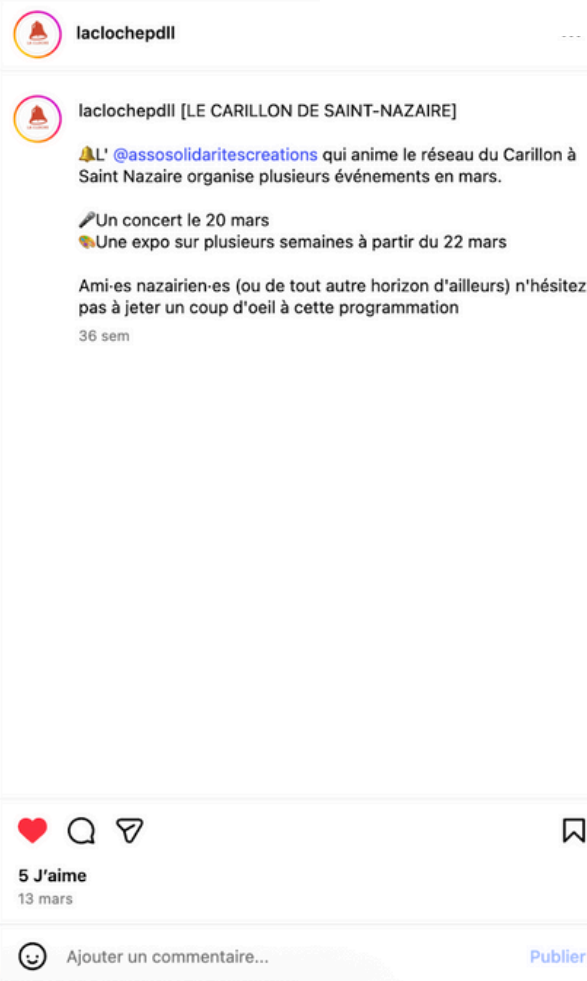 laclochepdll
laclochepdll [LE CARILLON DE SAINT-NAZAIRE]
🔔L' @assosolidaritescreations qui anime le réseau du Carillon à
Saint Nazaire organise plusieurs événements en mars.
🎤Un concert le 20 mars
🎨Une expo sur plusieurs semaines à partir du 22 mars
Ami·es nazairien·es (ou de tout autre horizon d'ailleurs) n'hésitez
pas à jeter un coup d'oeil à cette programmation
36 sem
5 J'aime
13 mars
Ajouter un commentaire...
Publier